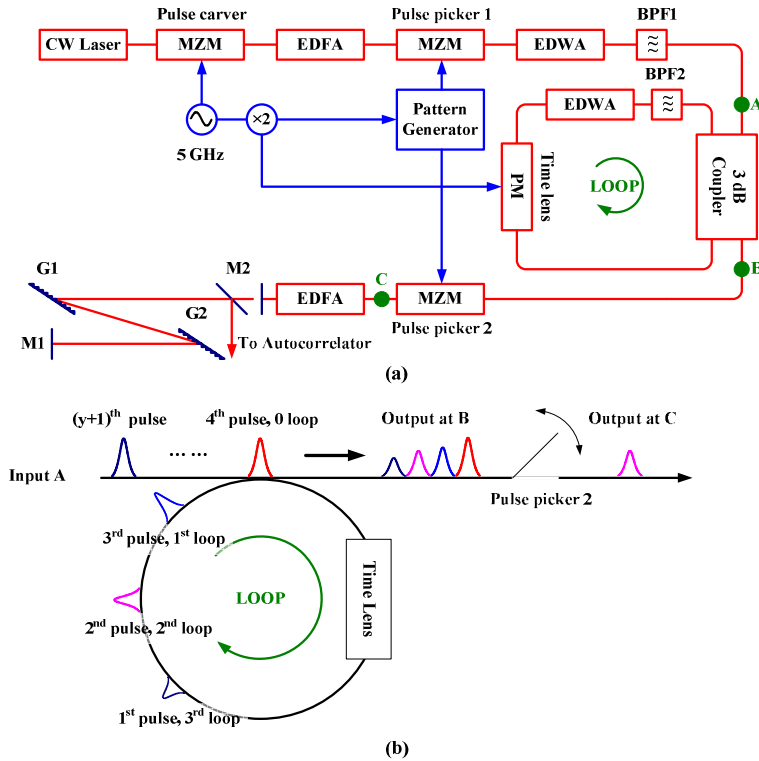 Pulse carver
Pulse picker 1
CW Laser
MZM
EDFA
MZM
EDWA
BPF1
≈
A
5 GHz
×2
Pattern
Generator
EDWA
BPF2
≈
PM
Time lens
LOOP
3 dB
Coupler
B
G1
M2
C
G2
EDFA
MZM
Pulse picker 2
M1
To Autocorrelator
(a)
(y+1)th pulse
4th pulse, 0 loop
Output at B
Output at C
... ...
Input A
Pulse picker 2
3rd pulse, 1st loop
LOOP
Time Lens
2nd pulse, 2nd loop
1st pulse, 3rd loop
(b)